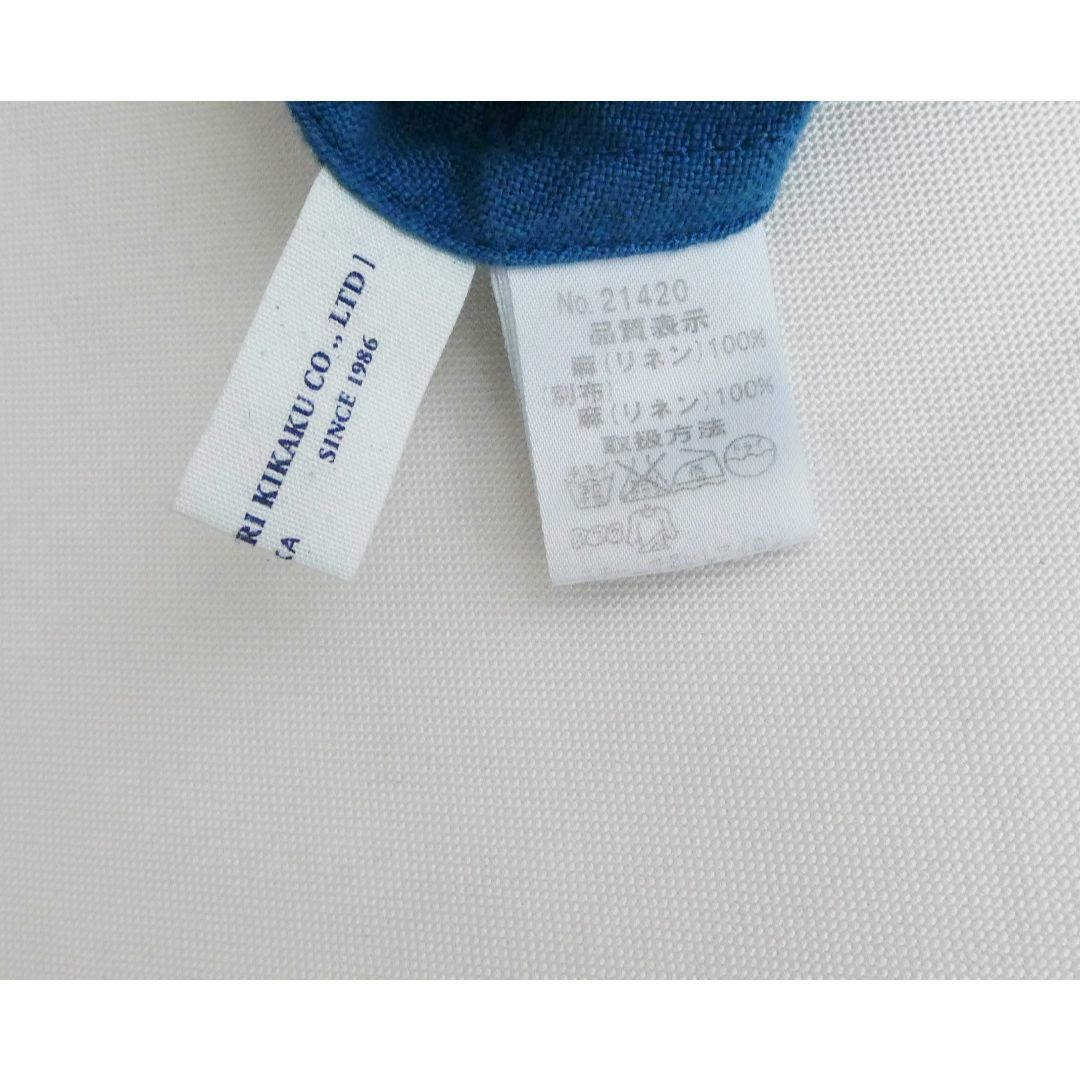 RI KIKAKU CO., LTD
SINCE 1986
KA
No.21420
品質表示
麻(リネン)100%
別布)
麻(リネン)100%
取扱方法